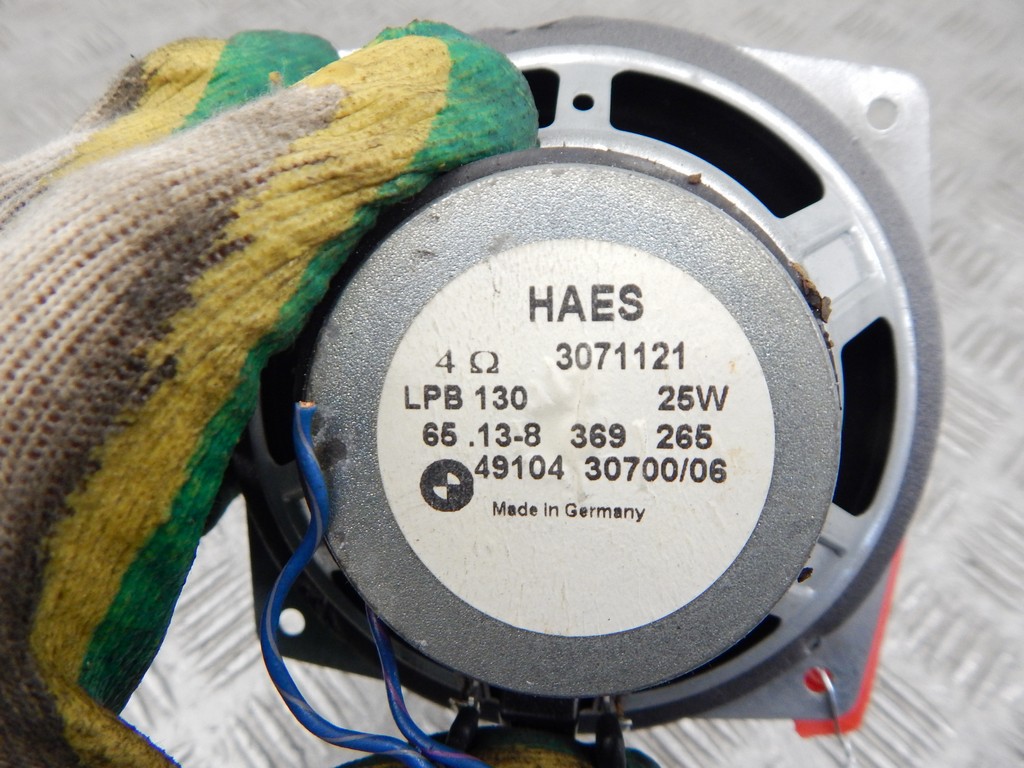 HAES
4 Ω 3071121
LPB 130 25W
65 .13-8 369 265
49104 30700/06
Made in Germany